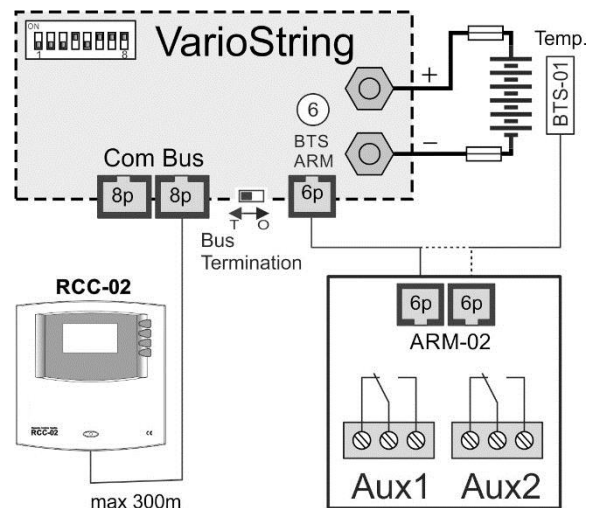 ON
1 8
VarioString
Temp.
+
BTS-01
6
BTS
ARM
−
Com Bus
8p 8p 6p
T O
Bus
Termination
RCC-02
6p 6p
ARM-02
RCC-02
Aux1 Aux2
max 300m